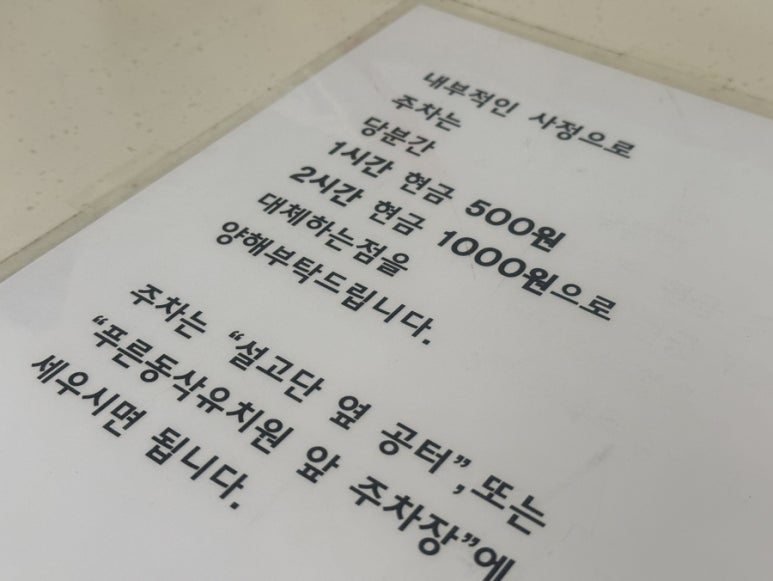 내부적인 사정으로
주차는
당분간
1시간 현금 500원
2시간 현금 1000원으로
대체하는점을
양해부탁드립니다.
주차는 “설고단 옆 공터”,또는
“푸른동삭유치원 앞 주차장”에
세우시면 됩니다.